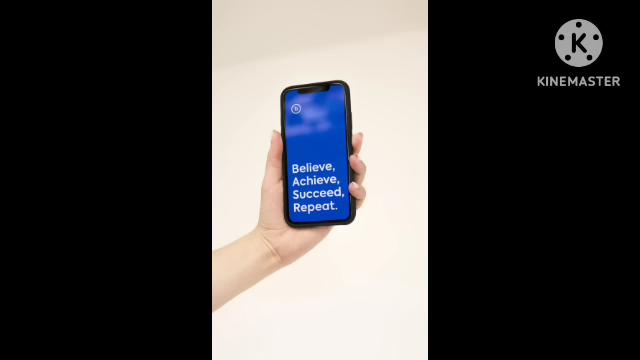 Believe,
Achieve,
Succeed,
Repeat.
K
KINEMASTER